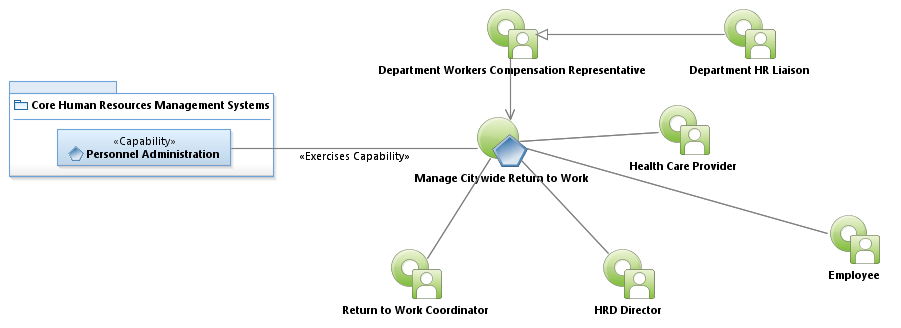 Department Workers Compensation Representative
Department HR Liaison
Core Human Resources Management Systems
«Capability»
Personnel Administration
«Exercises Capability»
Health Care Provider
Manage Citywide Return to Work
Employee
Return to Work Coordinator
HRD Director